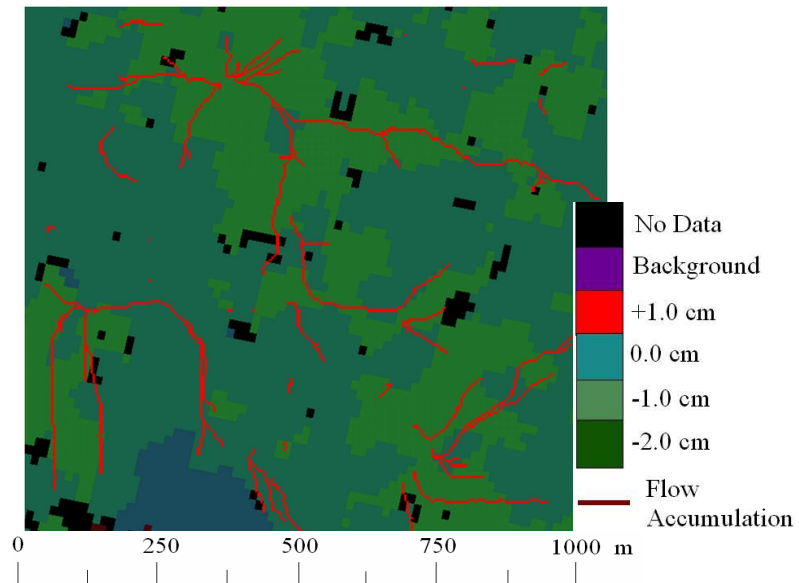 No Data
Background
+1.0 cm
0.0 cm
-1.0 cm
-2.0 cm
Flow
Accumulation
0 250 500 750 1000 m